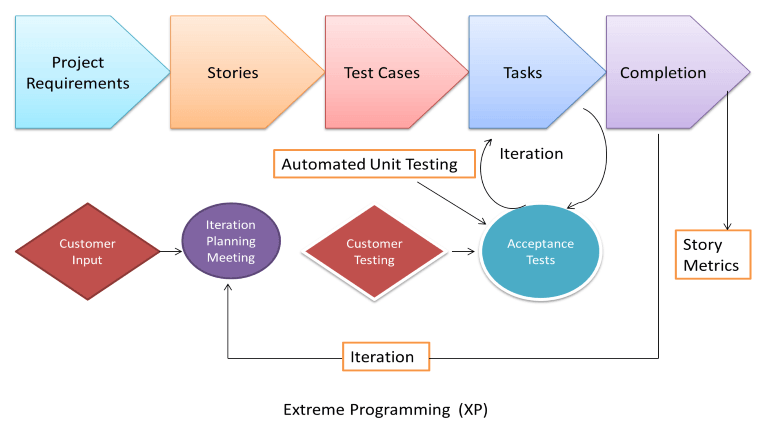 Project
Requirements
Stories
Test Cases
Tasks
Completion
Automated Unit Testing
Iteration
Customer
Input
Iteration
Planning
Meeting
Customer
Testing
Acceptance
Tests
Story
Metrics
Iteration
Extreme Programming (XP)